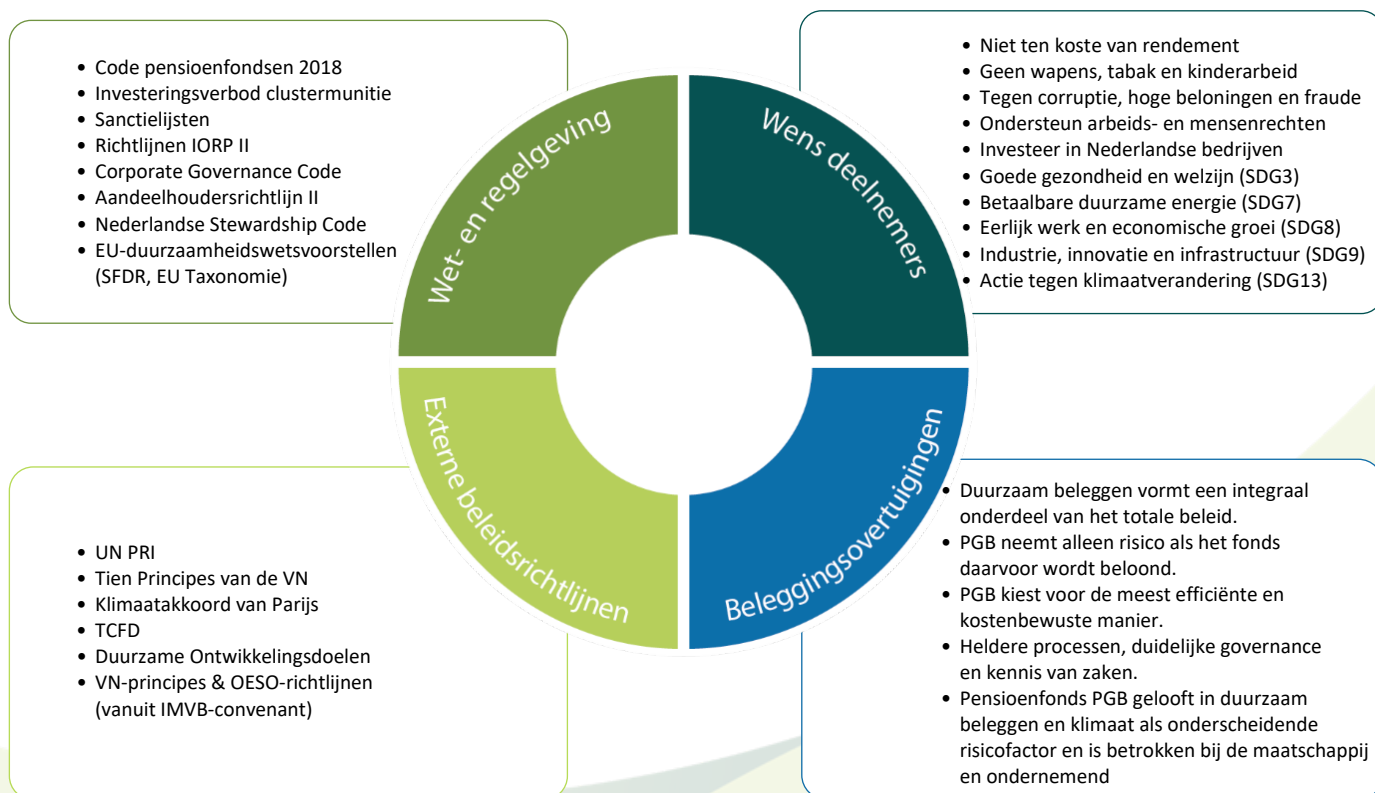 • Code pensioenfondsen 2018
• Investeringsverbod clustermunitie
• Sanctielijsten
• Richtlijnen IORP II
• Corporate Governance Code
• Aandeelhoudersrichtlijn II
• Nederlandse Stewardship Code
• EU-duurzaamheidswetsvoorstellen
(SFDR, EU Taxonomie)
Wet- en regelgeving
Wens deelnemers
• Niet ten koste van rendement
• Geen wapens, tabak en kinderarbeid
• Tegen corruptie, hoge beloningen en fraude
• Ondersteun arbeids- en mensenrechten
• Investeer in Nederlandse bedrijven
• Goede gezondheid en welzijn (SDG3)
• Betaalbare duurzame energie (SDG7)
• Eerlijk werk en economische groei (SDG8)
• Industrie, innovatie en infrastructuur (SDG9)
• Actie tegen klimaatverandering (SDG13)
• UN PRI
• Tien Principes van de VN
• Klimaatakkoord van Parijs
• TCFD
• Duurzame Ontwikkelingsdoelen
• VN-principes & OESO-richtlijnen
(vanuit IMVB-convenant)
Externe beleidsrichtlijnen
Beleggingsovertuigingen
• Duurzaam beleggen vormt een integraal
onderdeel van het totale beleid.
• PGB neemt alleen risico als het fonds
daarvoor wordt beloond.
• PGB kiest voor de meest efficiënte en
kostenbewuste manier.
• Heldere processen, duidelijke governance
en kennis van zaken.
• Pensioenfonds PGB gelooft in duurzaam
beleggen en klimaat als onderscheidende
risicofactor en is betrokken bij de maatschappij
en ondernemend